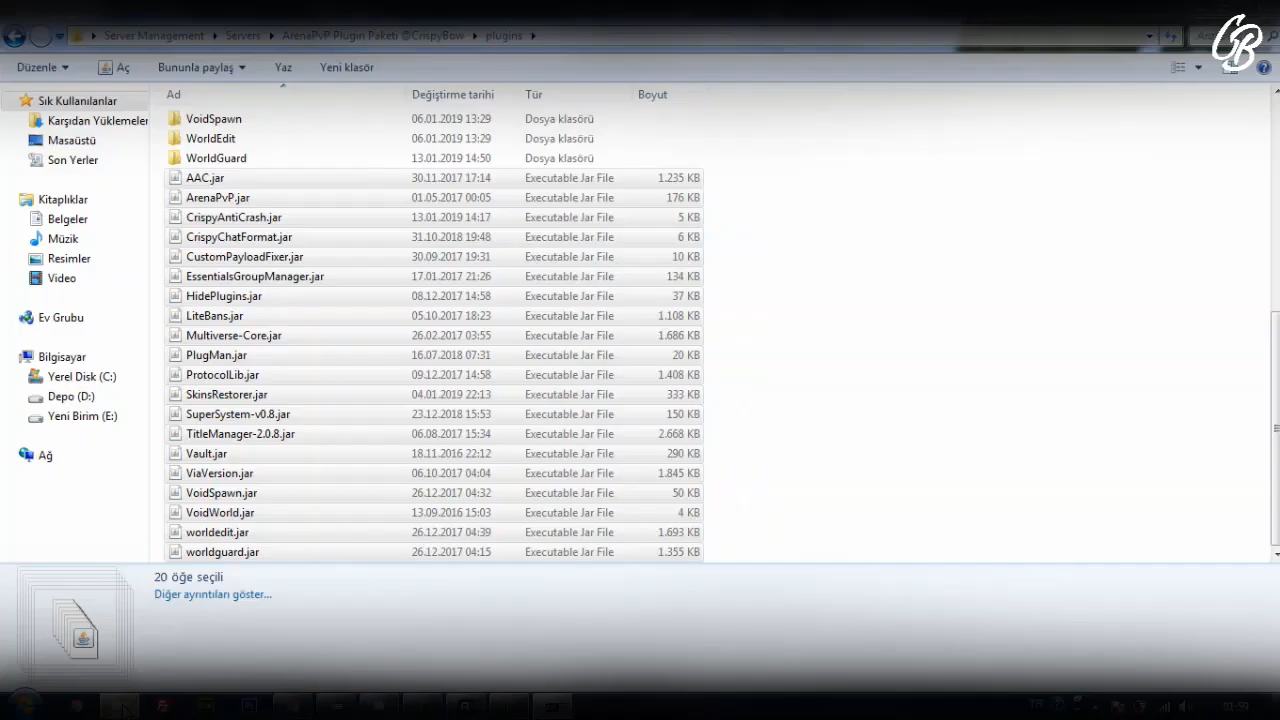 Server Management Servers ArenaPvP Plugin Paketi @CrispyBow plugins
Düzenle Aç Bununla paylaş Yaz Yeni klasör
Ad Değiştirme tarihi Tür Boyut
VoidSpawn 06.01.2019 13:29 Dosya klasörü
WorldEdit 06.01.2019 13:29 Dosya klasörü
WorldGuard 13.01.2019 14:50 Dosya klasörü
AAC.jar 30.11.2017 17:14 Executable Jar File 1.235 KB
ArenaPvP.jar 01.05.2017 00:05 Executable Jar File 176 KB
CrispyAntiCrash.jar 13.01.2019 14:17 Executable Jar File 5 KB
CrispyChatFormat.jar 31.10.2018 19:48 Executable Jar File 6 KB
CustomPayloadFixer.jar 30.09.2017 19:31 Executable Jar File 10 KB
EssentialsGroupManager.jar 17.01.2017 21:26 Executable Jar File 134 KB
HidePlugins.jar 08.12.2017 14:58 Executable Jar File 37 KB
LiteBans.jar 05.10.2017 18:23 Executable Jar File 1.108 KB
Multiverse-Core.jar 26.02.2017 03:55 Executable Jar File 1.686 KB
PlugMan.jar 16.07.2018 07:31 Executable Jar File 20 KB
ProtocolLib.jar 09.12.2017 14:58 Executable Jar File 1.408 KB
SkinsRestorer.jar 04.01.2019 22:13 Executable Jar File 333 KB
SuperSystem-v0.8.jar 23.12.2018 15:53 Executable Jar File 150 KB
TitleManager-2.0.8.jar 06.08.2017 15:34 Executable Jar File 2.668 KB
Vault.jar 18.11.2016 22:12 Executable Jar File 290 KB
ViaVersion.jar 06.10.2017 04:04 Executable Jar File 1.845 KB
VoidSpawn.jar 26.12.2017 04:32 Executable Jar File 50 KB
VoidWorld.jar 13.09.2016 15:03 Executable Jar File 4 KB
worldedit.jar 26.12.2017 04:39 Executable Jar File 1.693 KB
worldguard.jar 26.12.2017 04:15 Executable Jar File 1.355 KB
Sık Kullanılanlar
Karşıdan Yüklemeler
Masaüstü
Son Yerler
Kitaplıklar
Belgeler
Müzik
Resimler
Video
Ev Grubu
Bilgisayar
Yerel Disk (C:)
Depo (D:)
Yeni Birim (E:)
Ağ
20 öğe seçili
Diğer ayrıntıları göster...
TR 01:59